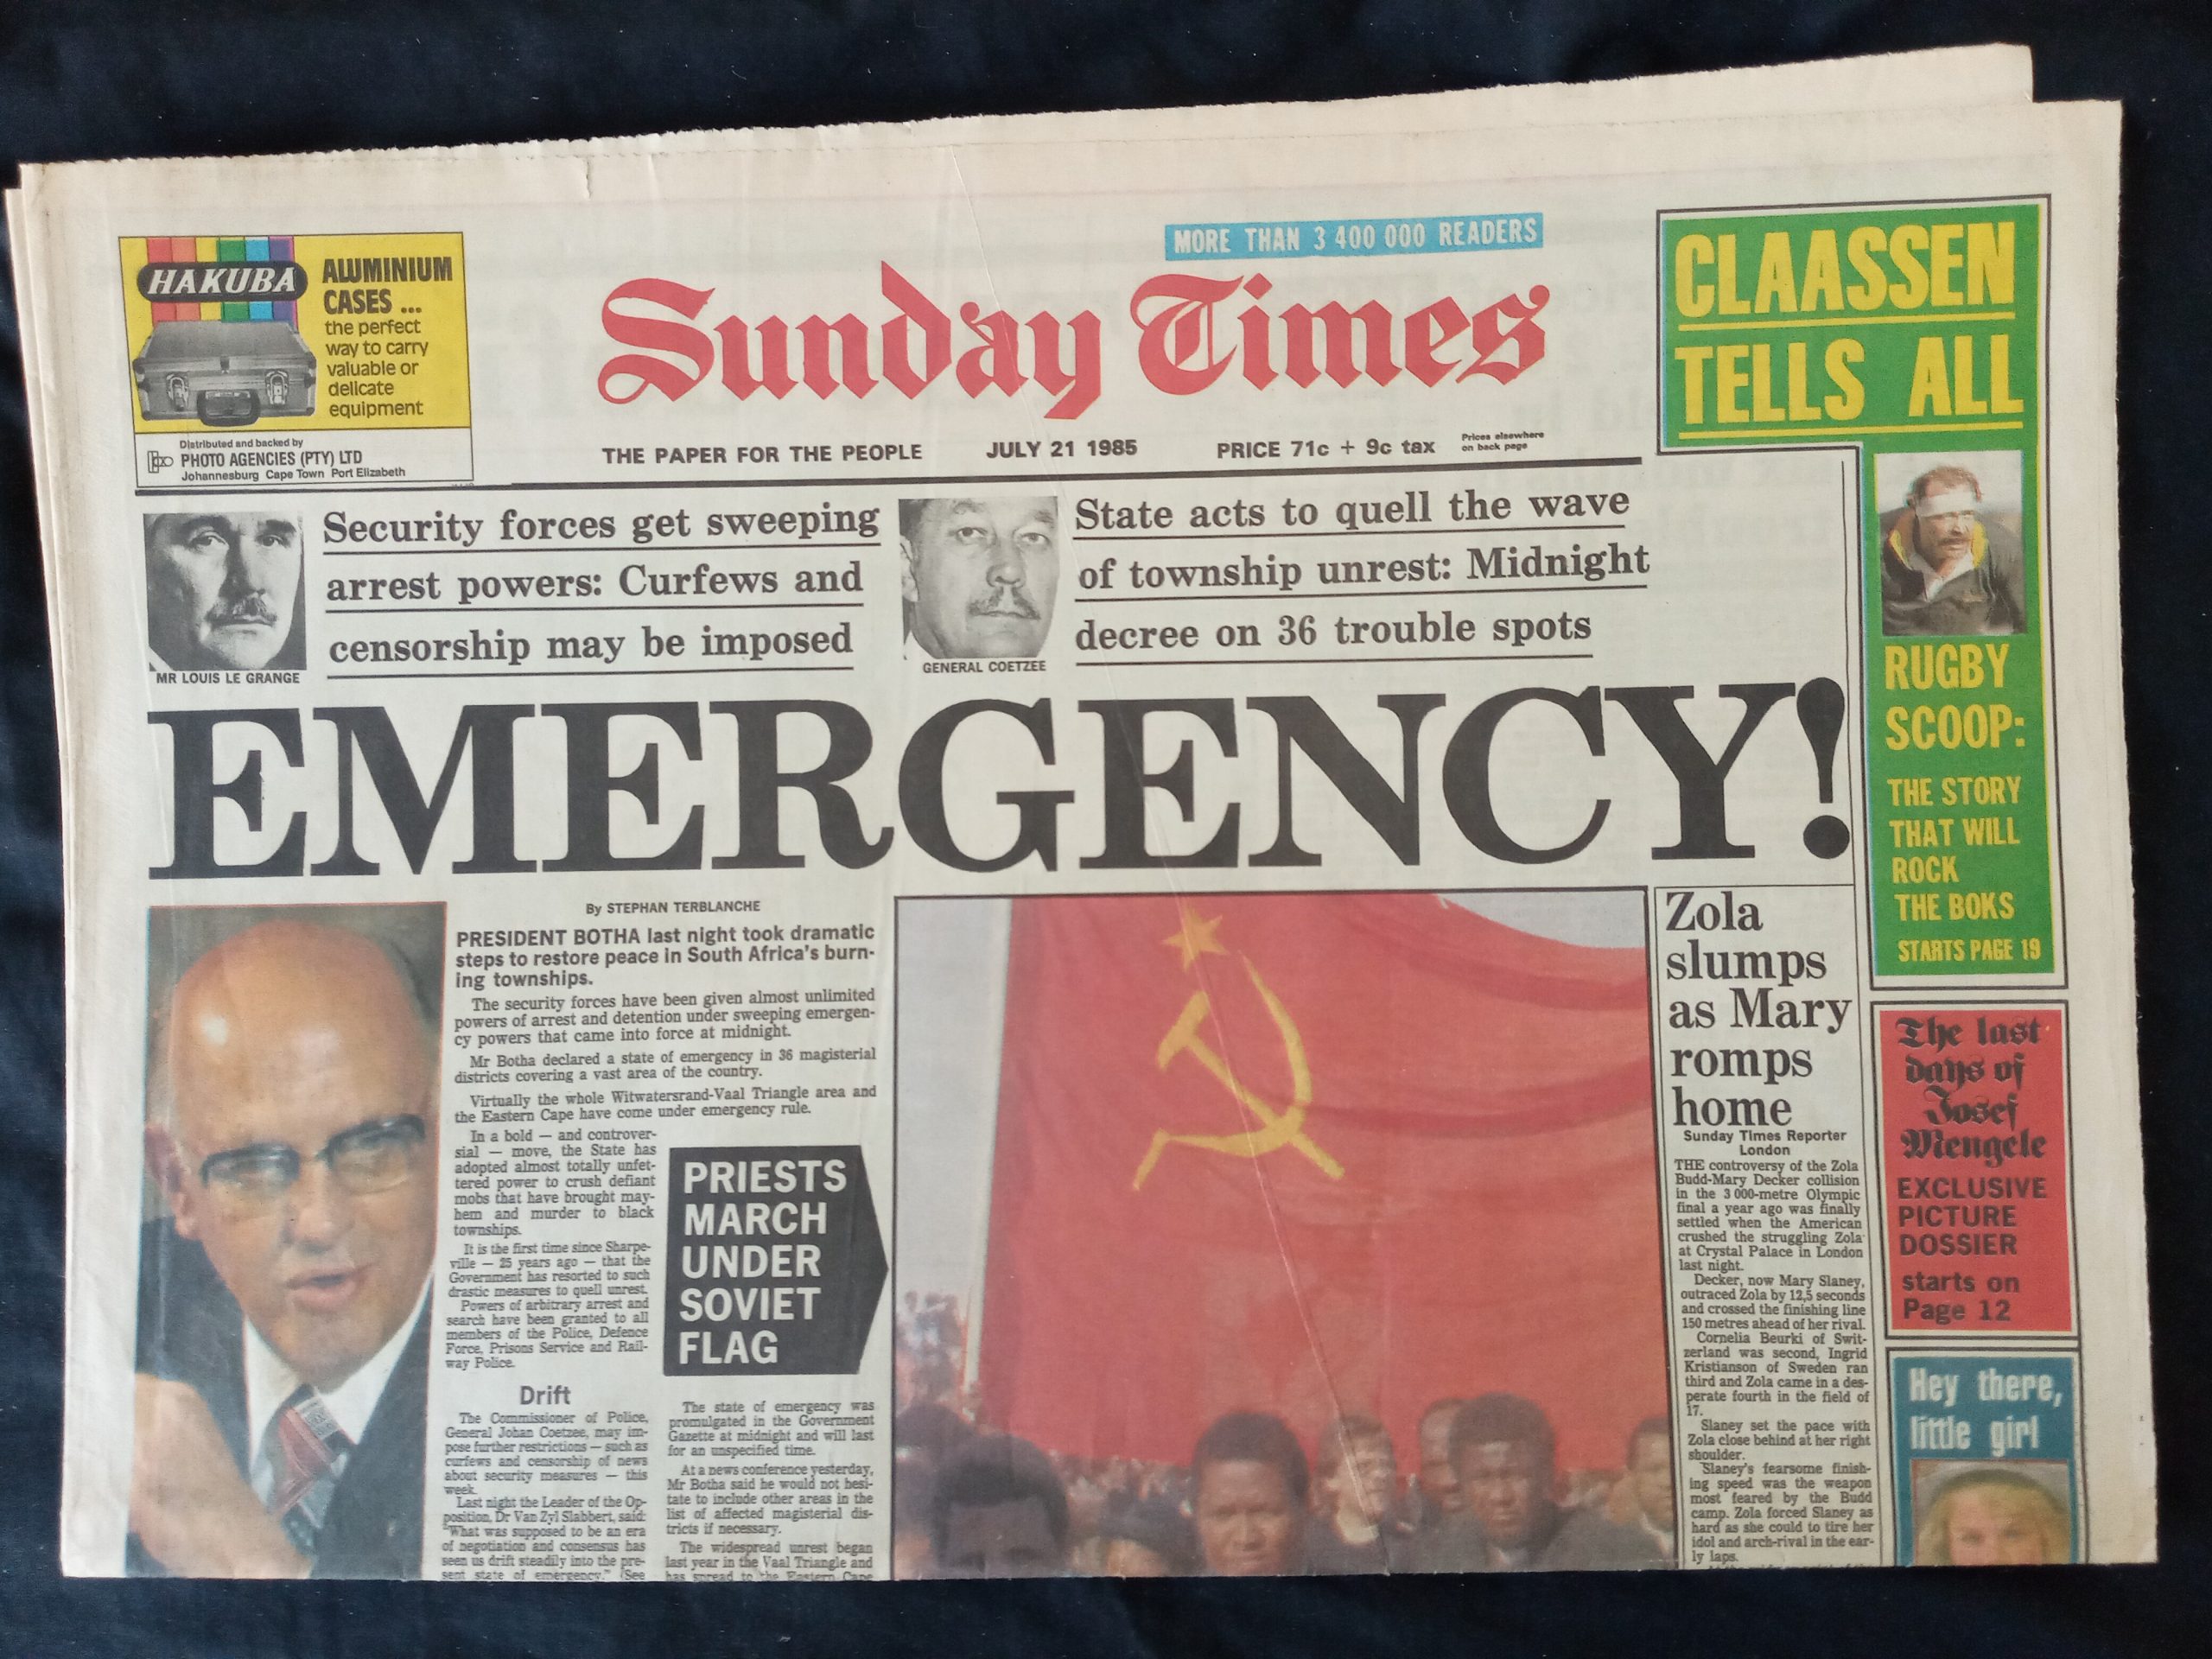 HAKUBA
ALUMINIUM
CASES ...
the perfect
way to carry
valuable or
delicate
equipment
Distributed and backed by
PHOTO AGENCIES (PTY) LTD
Johannesburg Cape Town Port Elizabeth
MORE THAN 3 400 000 READERS
Sunday Times
THE PAPER FOR THE PEOPLE
JULY 21 1985
PRICE 71c + 9c tax
Prices elsewhere
on back page
CLAASSEN
TELLS ALL
RUGBY
SCOOP:
THE STORY
THAT WILL
ROCK
THE BOKS
STARTS PAGE 19
MR LOUIS LE GRANGE
Security forces get sweeping
arrest powers: Curfews and
censorship may be imposed
GENERAL COETZEE
State acts to quell the wave
of township unrest: Midnight
decree on 36 trouble spots
EMERGENCY!
By STEPHAN TERBLANCHE
PRESIDENT BOTHA last night took dramatic
steps to restore peace in South Africa's burn-
ing townships.
The security forces have been given almost unlimited
powers of arrest and detention under sweeping emergen-
cy powers that came into force at midnight.
Mr Botha declared a state of emergency in 36 magisterial
districts covering a vast area of the country.
Virtually the whole Witwatersrand-Vaal Triangle area and
the Eastern Cape have come under emergency rule.
In a bold — and controver-
sial — move, the State has
adopted almost totally unfet-
tered power to crush defiant
mobs that have brought may-
hem and murder to black
townships.
It is the first time since Sharpe-
ville — 25 years ago — that the
Government has resorted to such
drastic measures to quell unrest.
Powers of arbitrary arrest and
search have been granted to all
members of the Police, Defence
Force, Prisons Service and Rail-
way Police.
Drift
The Commissioner of Police,
General Johan Coetzee, may im-
pose further restrictions — such as
curfews and censorship of news
about security measures — this
week.
Last night the Leader of the Op-
position, Dr Van Zyl Slabbert, said:
"What was supposed to be an era
of negotiation and consensus has
seen us drift steadily into the pre-
sent state of emergency." (See
PRIESTS
MARCH
UNDER
SOVIET
FLAG
The state of emergency was
promulgated in the Government
Gazette at midnight and will last
for an unspecified time.
At a news conference yesterday,
Mr Botha said he would not hesi-
tate to include other areas in the
list of affected magisterial dis-
tricts if necessary.
The widespread unrest began
last year in the Vaal Triangle and
has spread to the Eastern Cape
Zola
slumps
as Mary
romps
home
Sunday Times Reporter
London
THE controversy of the Zola
Budd-Mary Decker collision
in the 3 000-metre Olympic
final a year ago was finally
settled when the American
crushed the struggling Zola
at Crystal Palace in London
last night.
Decker, now Mary Slaney,
outraced Zola by 12,5 seconds
and crossed the finishing line
150 metres ahead of her rival.
Cornelia Beurki of Swit-
zerland was second, Ingrid
Kristianson of Sweden ran
third and Zola came in a des-
perate fourth in the field of
17.
Slaney set the pace with
Zola close behind at her right
shoulder.
Slaney's fearsome finish-
ing speed was the weapon
most feared by the Budd
camp. Zola forced Slaney as
hard as she could to tire her
idol and arch-rival in the ear-
ly laps.
The last
days of
Josef
Mengele
EXCLUSIVE
PICTURE
DOSSIER
starts on
Page 12
Hey there,
little girl